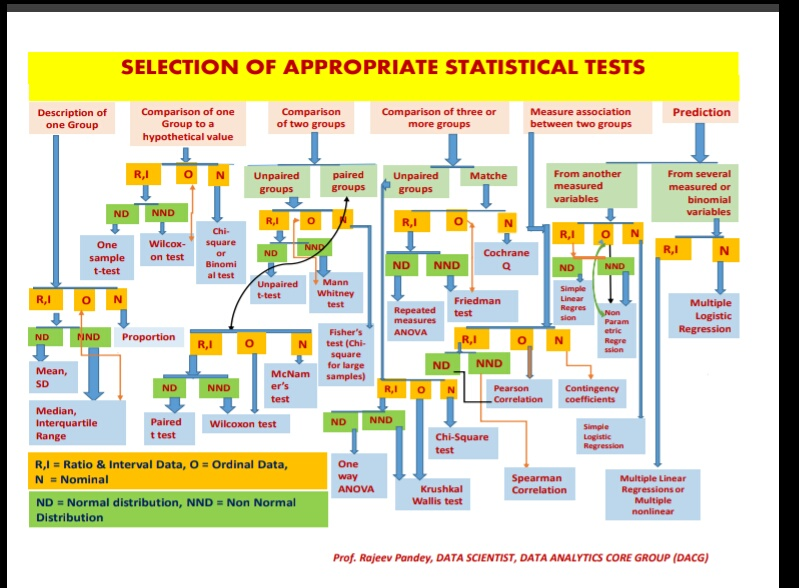 SELECTION OF APPROPRIATE STATISTICAL TESTS
Description of
one Group
Comparison of one
Group to a
hypothetical value
Comparison
of two groups
Comparison of three or
more groups
Measure association
between two groups
Prediction
R,I
O
N
ND
NND
One
sample
t-test
Wilcox-
on test
Chi-
square
or
Binomi
al test
Unpaired
groups
paired
groups
R,I
O
N
ND
NND
Unpaired
t-test
Mann
Whitney
test
Unpaired
groups
Matche
R,I
O
N
ND
NND
Cochrane
Q
Repeated
measures
ANOVA
Friedman
test
From another
measured
variables
From several
measured or
binomial
variables
R,I
O
N
ND
NND
Simple
Linear
Regres
sion
Non
Param
etric
Regre
ssion
R,I
N
Multiple
Logistic
Regression
R,I
O
N
ND
NND
Proportion
Mean,
SD
Median,
Interquartile
Range
R,I
O
N
ND
NND
McNam
er's
test
Paired
t test
Wilcoxon test
Fisher's
test (Chi-
square
for large
samples)
R,I
O
N
ND
NND
Pearson
Correlation
Contingency
coefficients
R,I
O
N
ND
NND
Chi-Square
test
One
way
ANOVA
Krushkal
Wallis test
Spearman
Correlation
Simple
Logistic
Regression
Multiple Linear
Regressions or
Multiple
nonlinear
R,I = Ratio & Interval Data, O = Ordinal Data,
N = Nominal
ND = Normal distribution, NND = Non Normal
Distribution
Prof. Rajeev Pandey, DATA SCIENTIST, DATA ANALYTICS CORE GROUP (DACG)